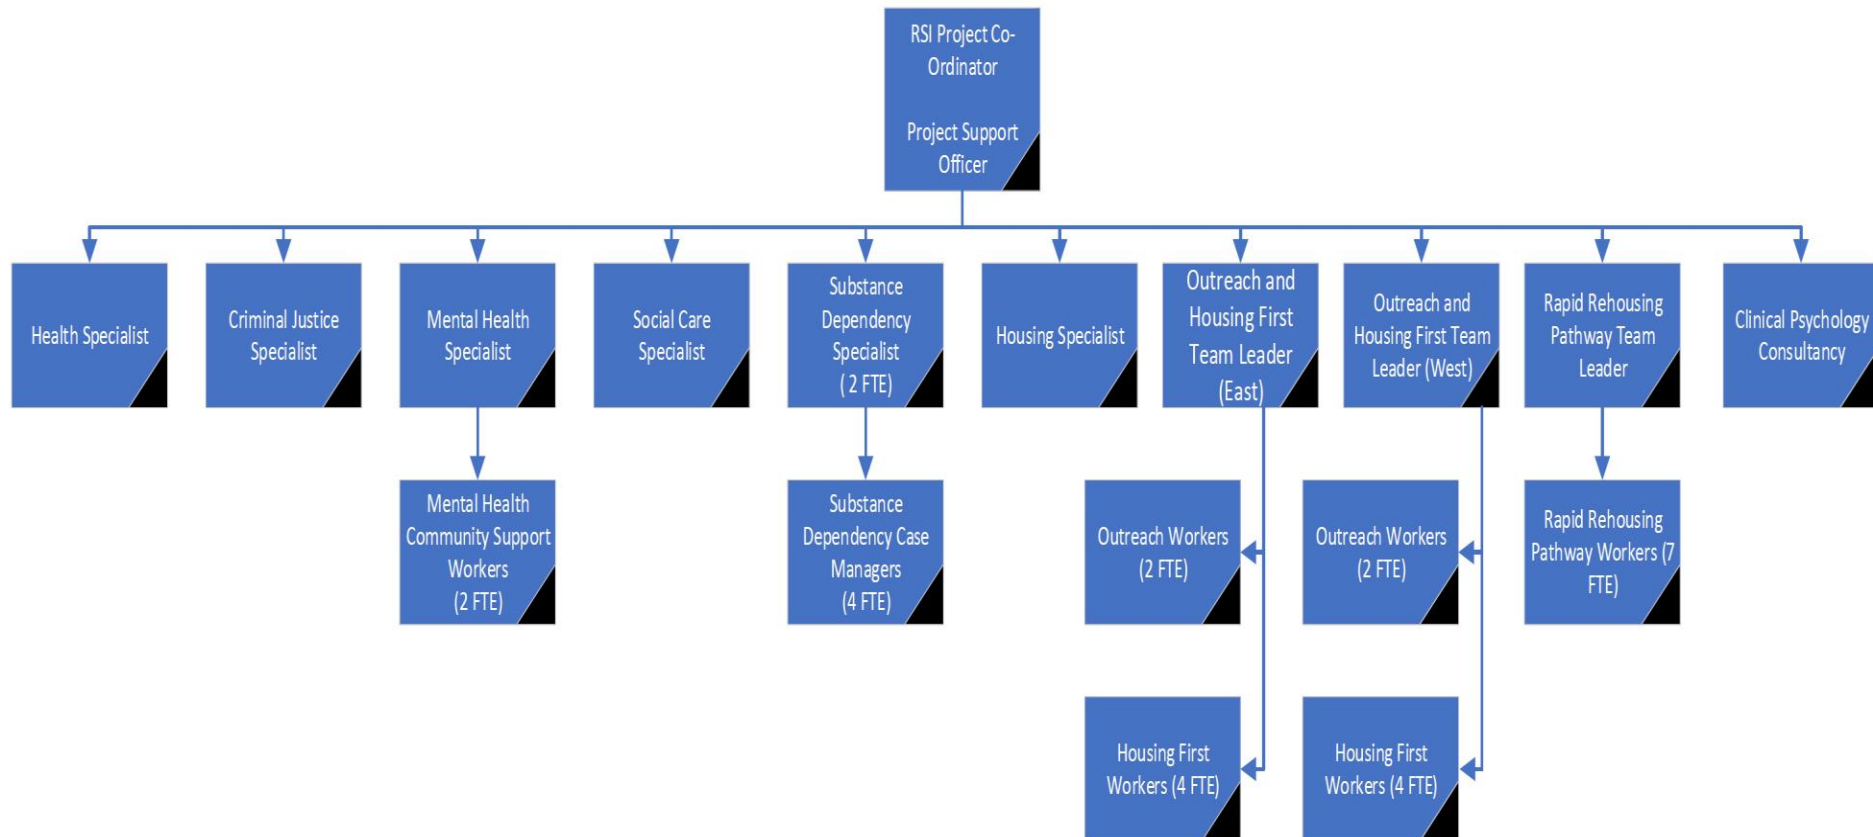 RSI Project Co-
Ordinator
Project Support
Officer
Health Specialist
Criminal Justice
Specialist
Mental Health
Specialist
Social Care
Specialist
Substance
Dependency
Specialist
( 2 FTE)
Housing Specialist
Outreach and
Housing First
Team Leader
(East)
Outreach and
Housing First Team
Leader (West)
Rapid Rehousing
Pathway Team
Leader
Clinical Psychology
Consultancy
Mental Health
Community Support
Workers
(2 FTE)
Substance
Dependency Case
Managers
(4 FTE)
Outreach Workers
(2 FTE)
Outreach Workers
(2 FTE)
Rapid Rehousing
Pathway Workers (7
FTE)
Housing First
Workers (4 FTE)
Housing First
Workers (4 FTE)